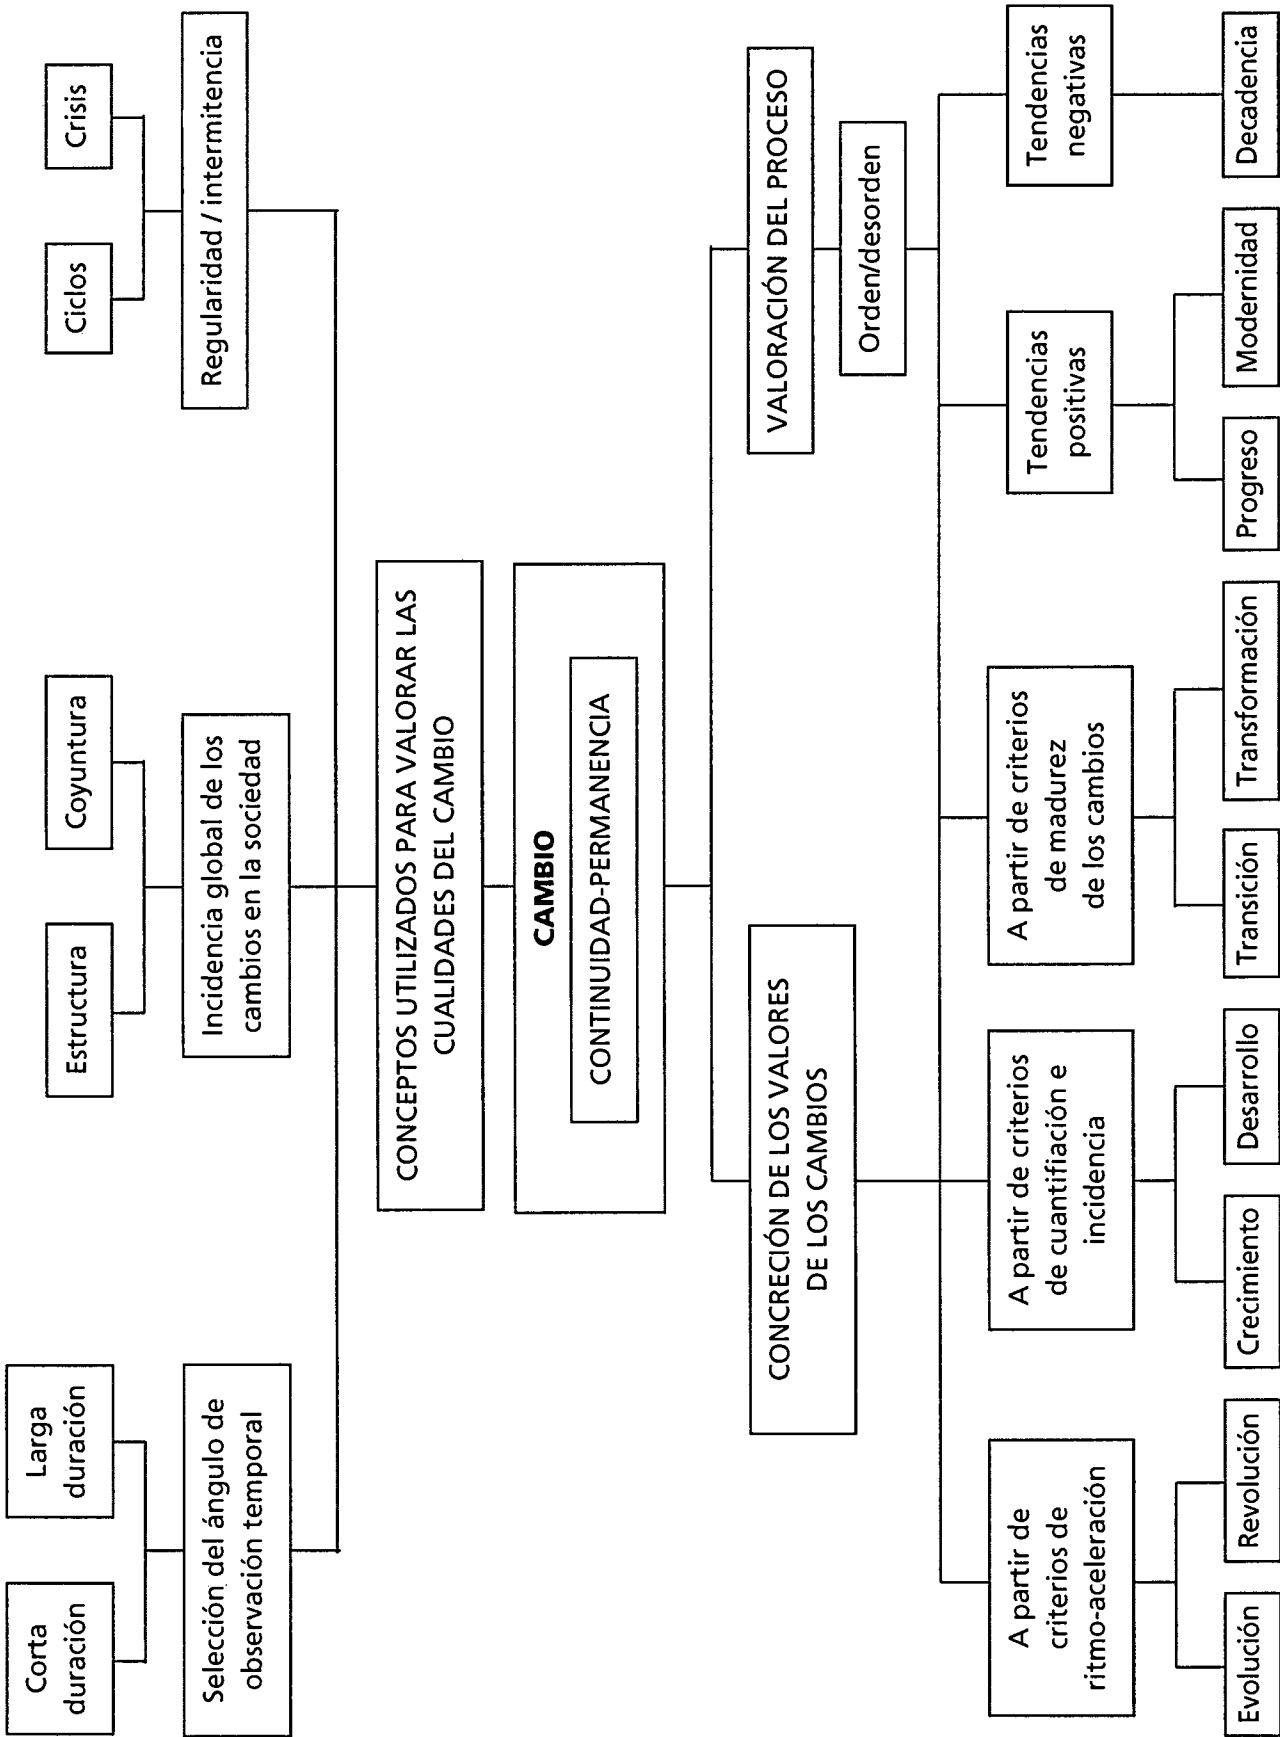 Corta
duración
Larga
duración
Estructura
Coyuntura
Ciclos
Crisis
Selección del ángulo de
observación temporal
Incidencia global de los
cambios en la sociedad
Regularidad / intermitencia
CONCEPTOS UTILIZADOS PARA VALORAR LAS
CUALIDADES DEL CAMBIO
CAMBIO
CONTINUIDAD-PERMANENCIA
CONCRECIÓN DE LOS VALORES
DE LOS CAMBIOS
VALORACIÓN DEL PROCESO
Orden/desorden
A partir de
criterios de
ritmo-aceleración
A partir de criterios
de cuantifiación e
incidencia
A partir de criterios
de madurez
de los cambios
Tendencias
positivas
Tendencias
negativas
Evolución
Revolución
Crecimiento
Desarrollo
Transición
Transformación
Progreso
Modernidad
Decadencia